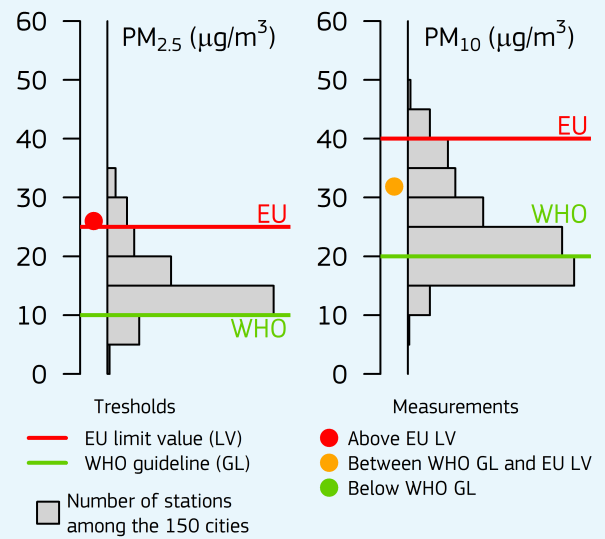 PM2.5 (µg/m³)
60
50
40
30
20
10
0
EU
WHO
PM10 (µg/m³)
60
50
40
30
20
10
0
EU
WHO
Tresholds
EU limit value (LV)
WHO guideline (GL)
Number of stations
among the 150 cities
Measurements
Above EU LV
Between WHO GL and EU LV
Below WHO GL